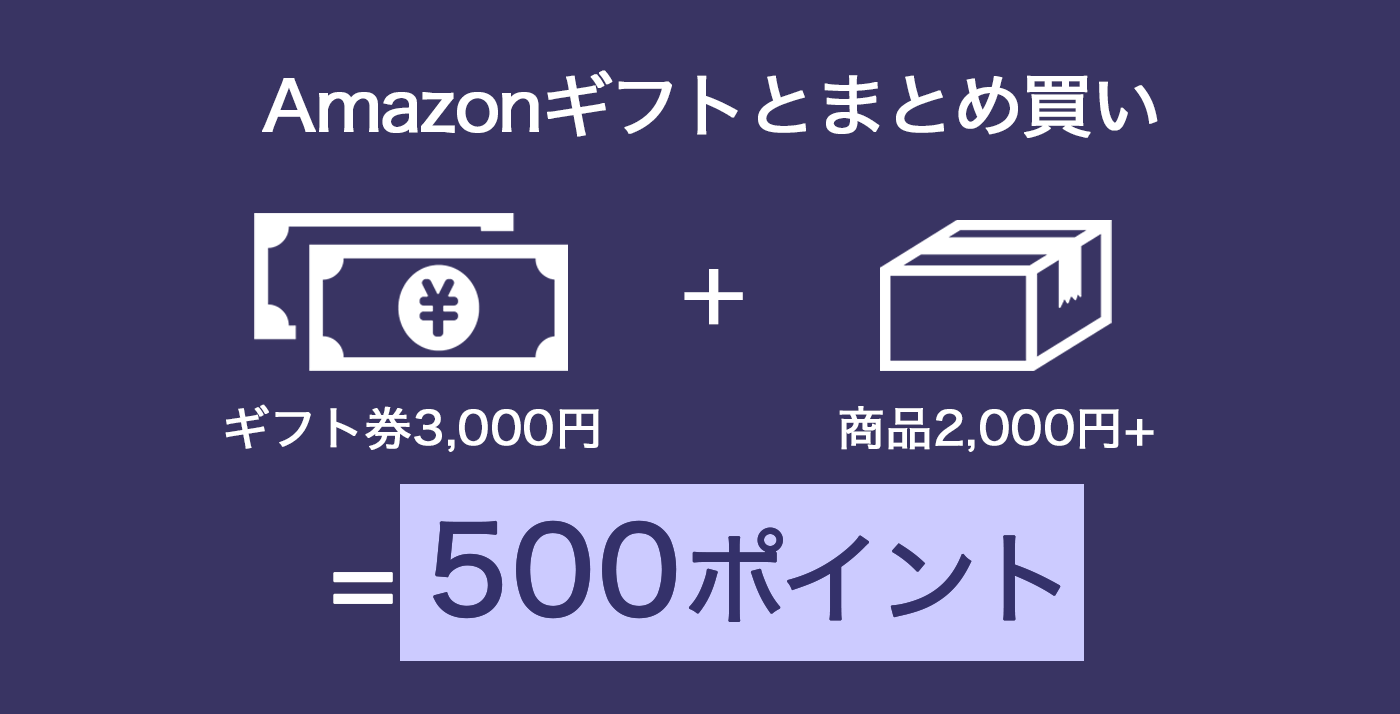 Amazonギフトとまとめ買い
¥
+
ギフト券3,000円
商品2,000円+
=500ポイント